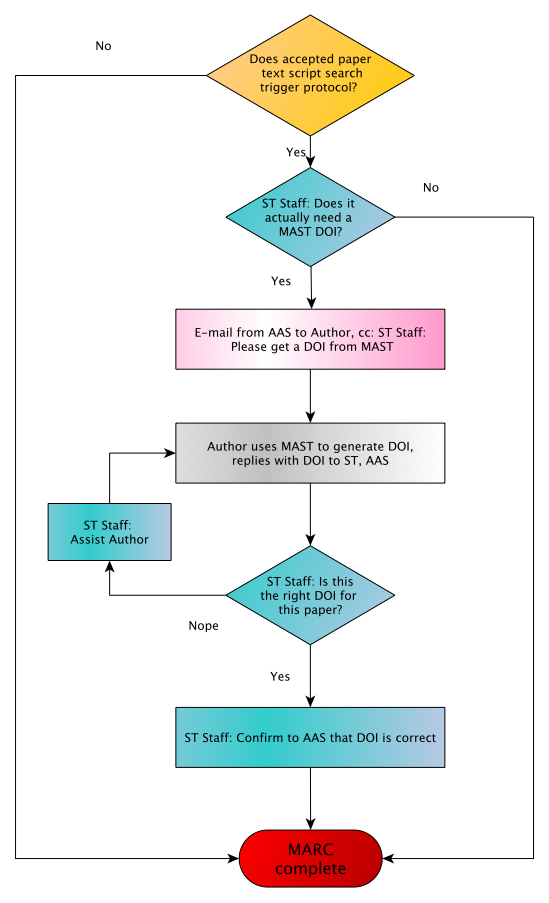 No
Does accepted paper
text script search
trigger protocol?
Yes
No
ST Staff: Does it
actually need a
MAST DOI?
Yes
E-mail from AAS to Author, cc: ST Staff:
Please get a DOI from MAST
Author uses MAST to generate DOI,
replies with DOI to ST, AAS
ST Staff:
Assist Author
ST Staff: Is this
the right DOI for
this paper?
Nope
Yes
ST Staff: Confirm to AAS that DOI is correct
MARC
complete